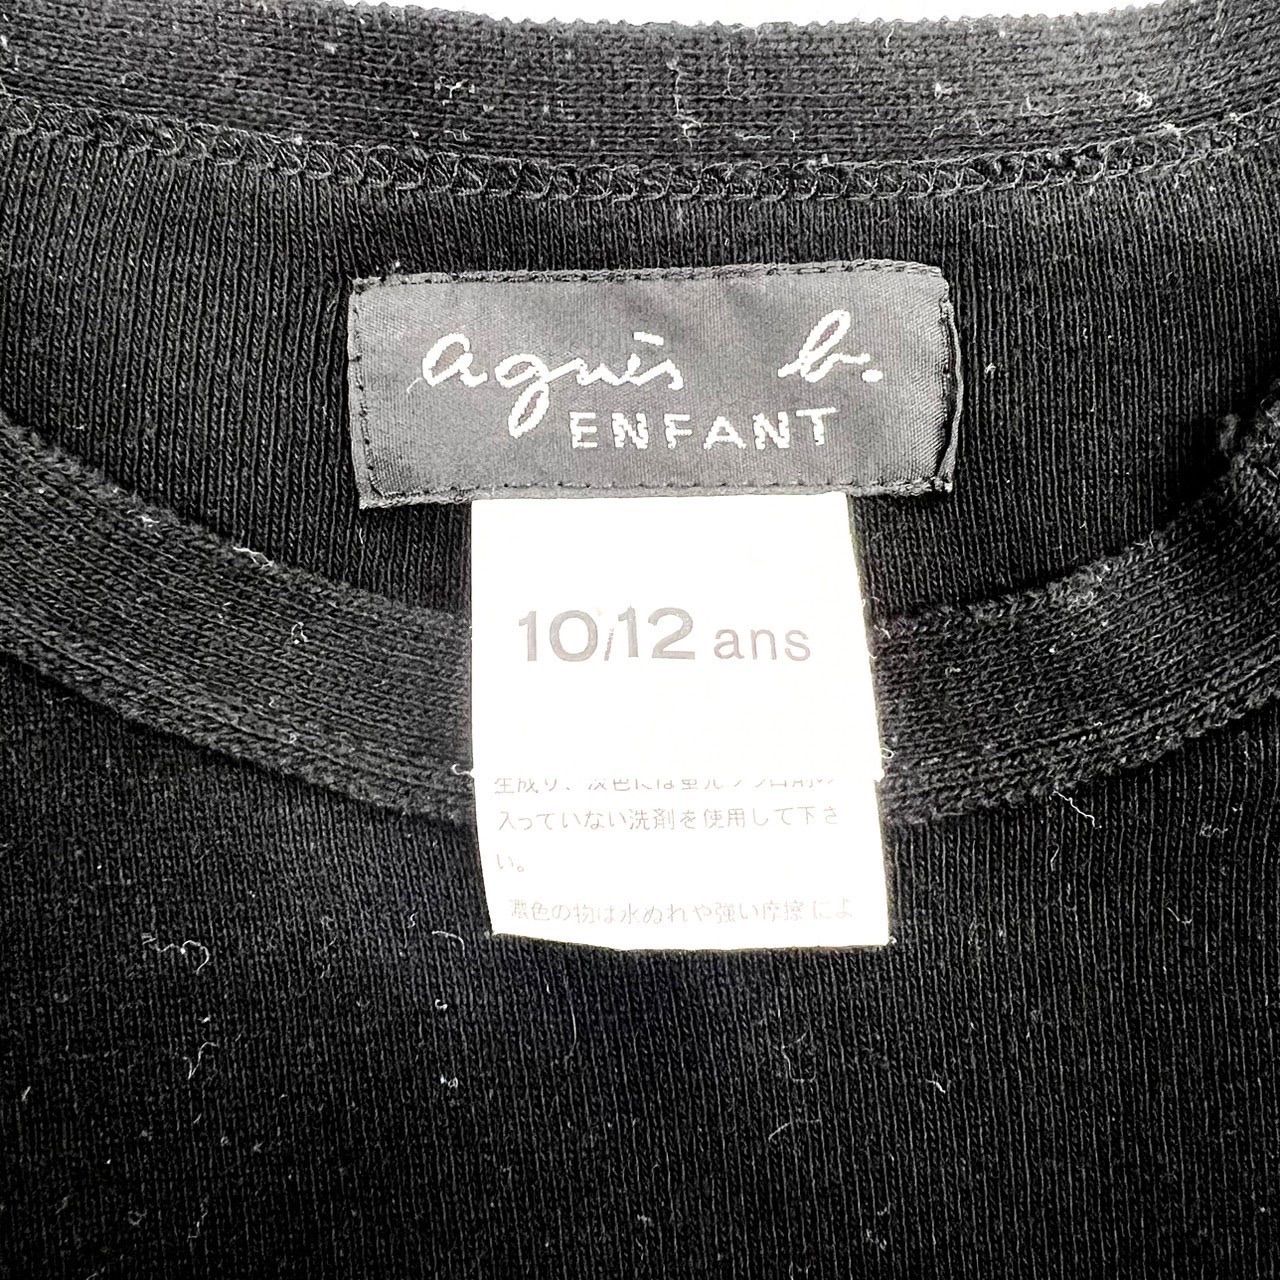 agnès b.
ENFANT
10/12 ans
生成り、淡色には蛍光
入っていない洗剤を使用して下さ
い。
濃色の物は水ぬれや強い摩擦によ